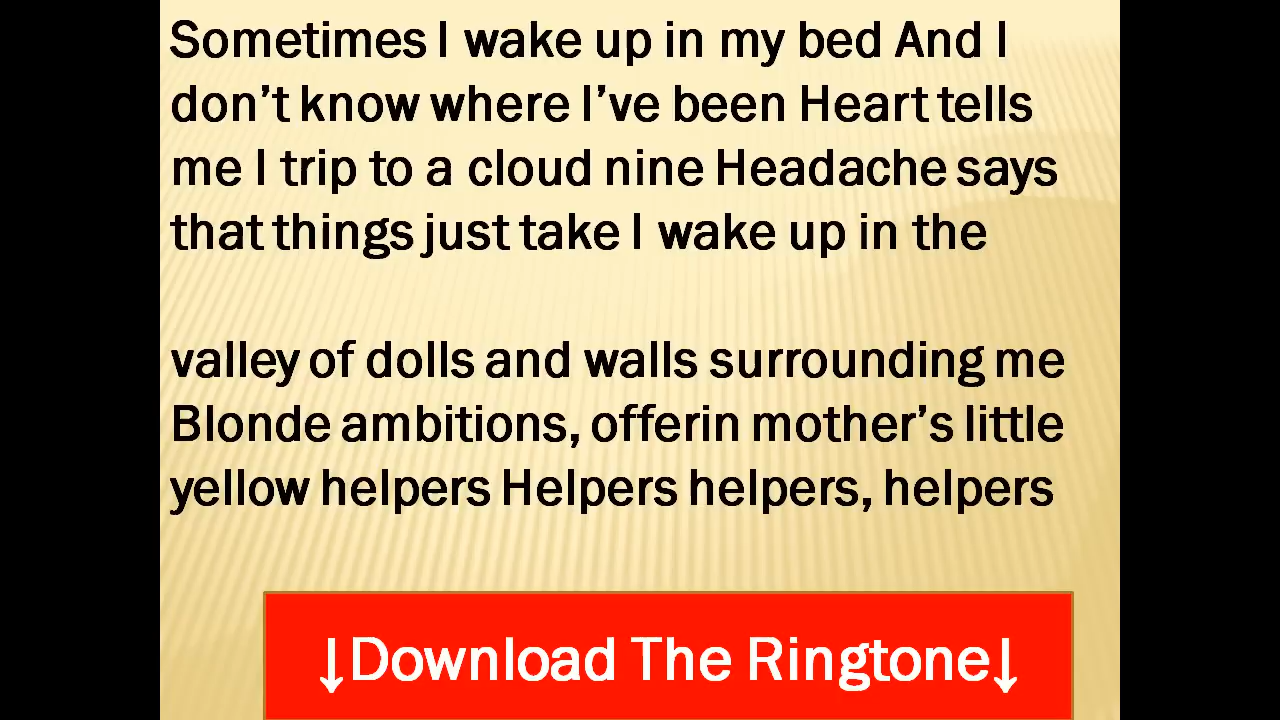 Sometimes I wake up in my bed And I
don't know where I've been Heart tells
me I trip to a cloud nine Headache says
that things just take I wake up in the
valley of dolls and walls surrounding me
Blonde ambitions, offerin mother's little
yellow helpers Helpers helpers, helpers
↓Download The Ringtone↓